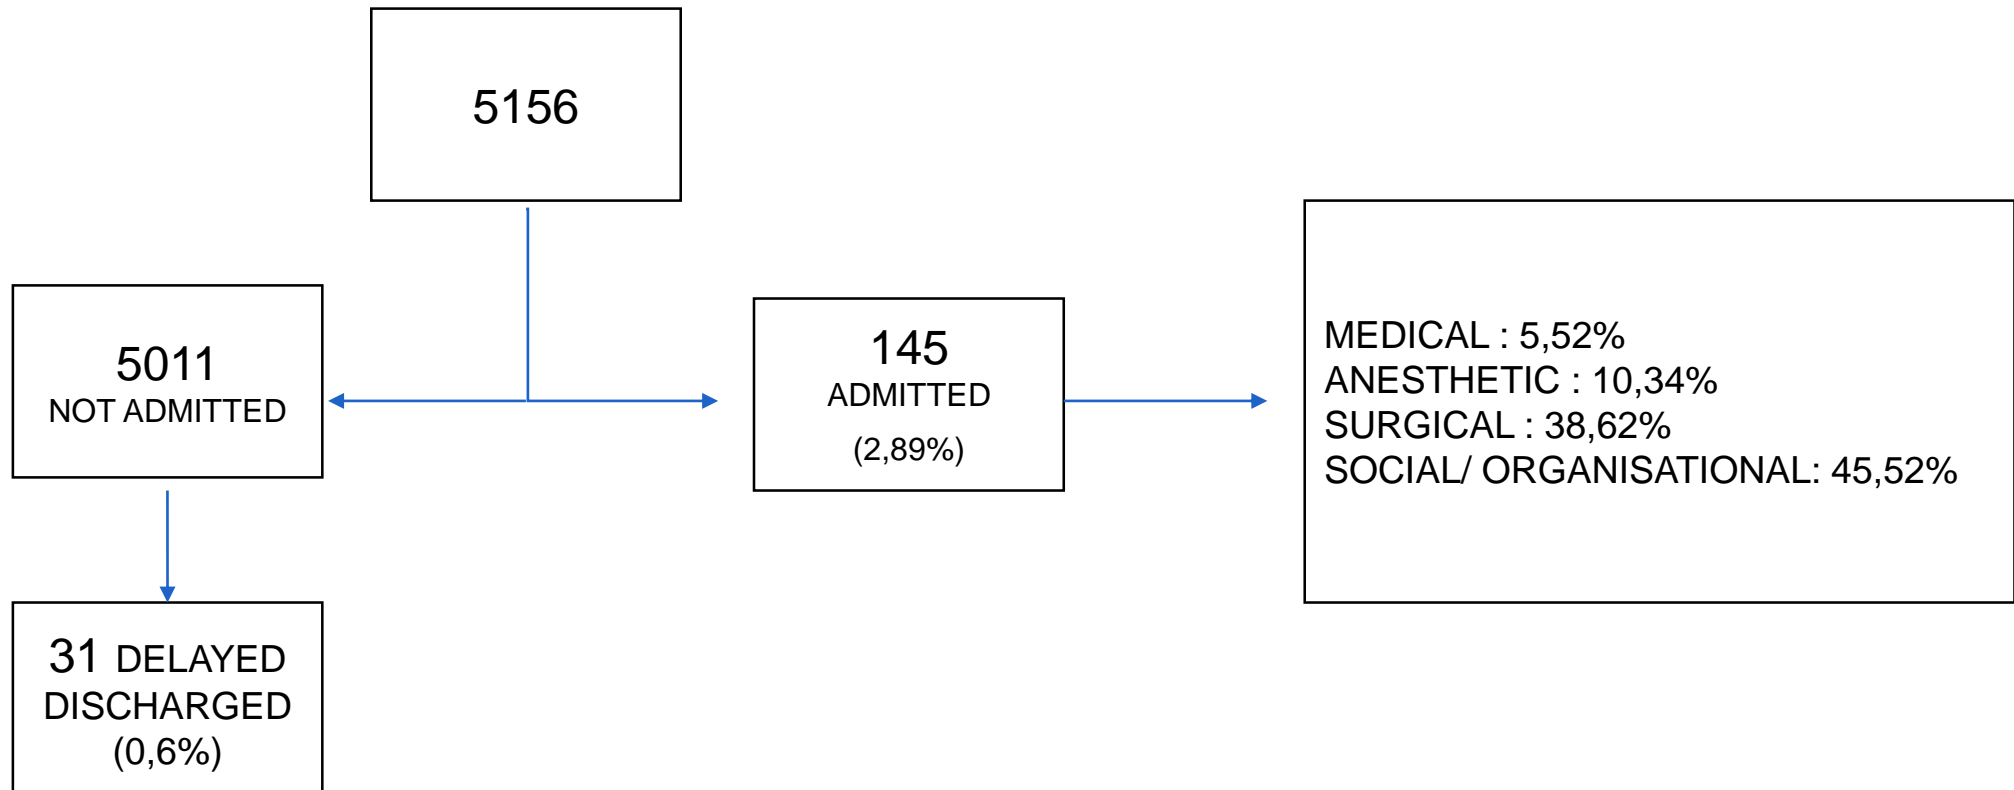 5156
5011
NOT ADMITTED
145
ADMITTED
(2,89%)
MEDICAL : 5,52%
ANESTHETIC : 10,34%
SURGICAL : 38,62%
SOCIAL/ ORGANISATIONAL: 45,52%
31 DELAYED
DISCHARGED
(0,6%)